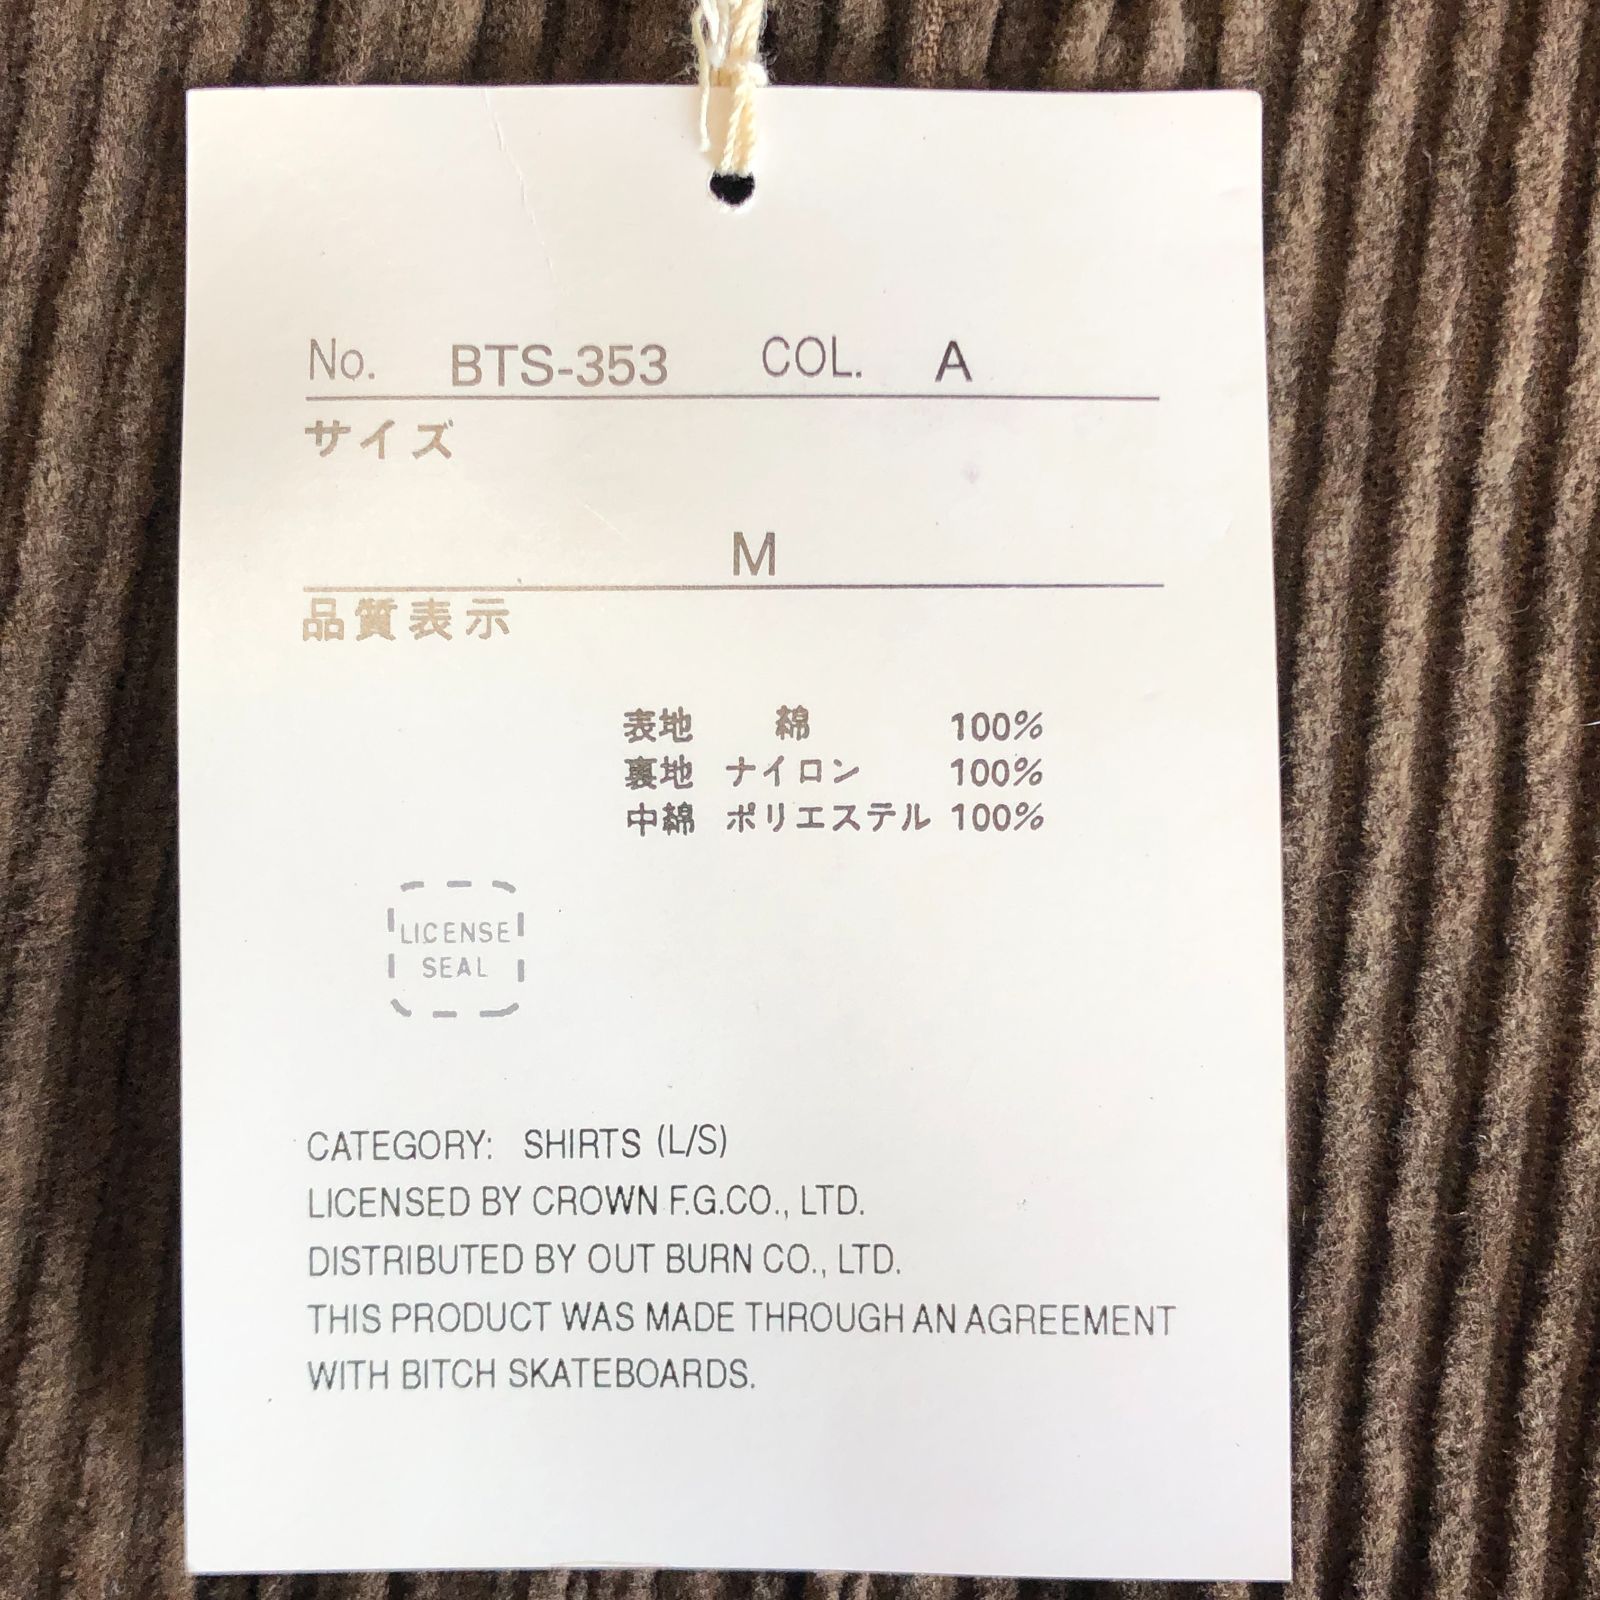 No. BTS-353 COL. A
サイズ
M
品質表示
表地 綿 100%
裏地 ナイロン 100%
中綿 ポリエステル 100%
LICENSE
SEAL
CATEGORY: SHIRTS (L/S)
LICENSED BY CROWN F.G.CO., LTD.
DISTRIBUTED BY OUT BURN CO., LTD.
THIS PRODUCT WAS MADE THROUGH AN AGREEMENT
WITH BITCH SKATEBOARDS.